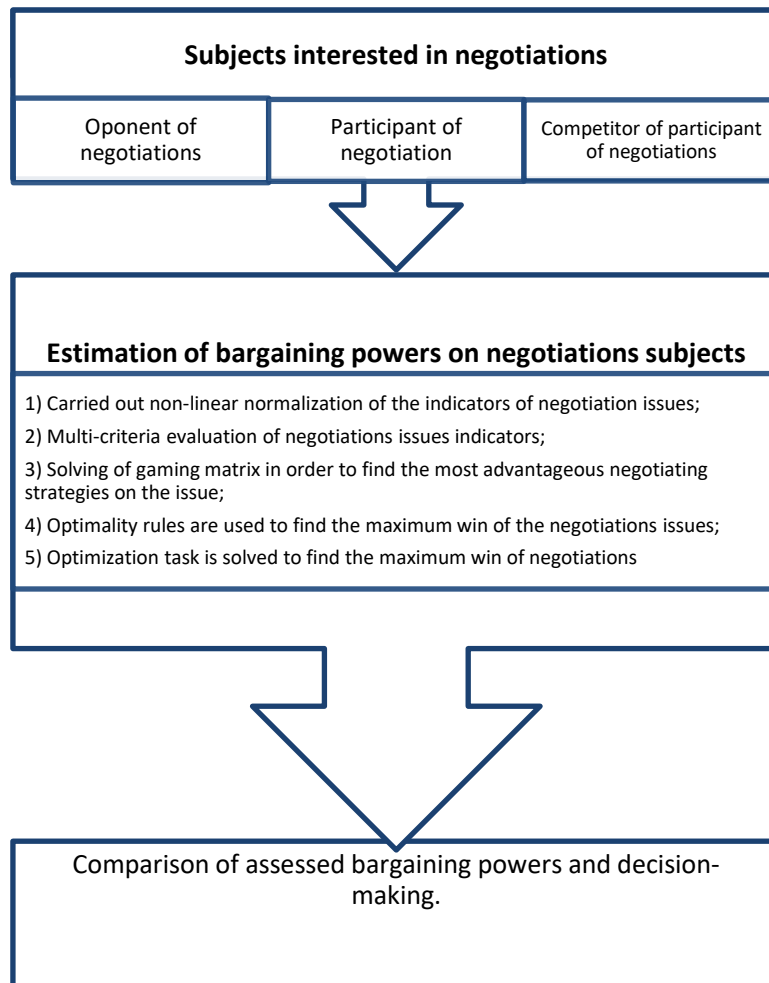 Subjects interested in negotiations
Oponent of
negotiations
Participant of
negotiation
Competitor of participant
of negotiations
Estimation of bargaining powers on negotiations subjects
1) Carried out non-linear normalization of the indicators of negotiation issues;
2) Multi-criteria evaluation of negotiations issues indicators;
3) Solving of gaming matrix in order to find the most advantageous negotiating
strategies on the issue;
4) Optimality rules are used to find the maximum win of the negotiations issues;
5) Optimization task is solved to find the maximum win of negotiations
Comparison of assessed bargaining powers and decision-
making.